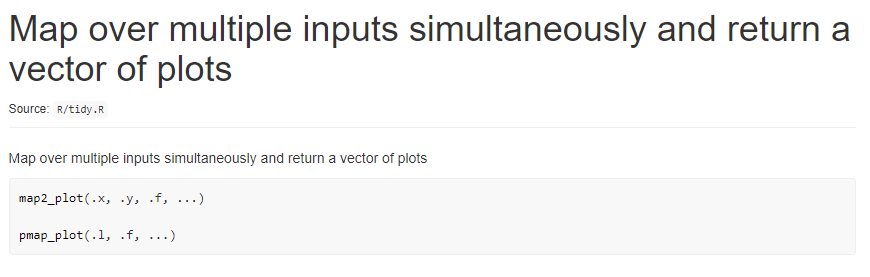 Map over multiple inputs simultaneously and return a
vector of plots
Source: R/tidy.R
Map over multiple inputs simultaneously and return a vector of plots
map2_plot(.x, .y, .f, ...)
pmap_plot(.l, .f, ...)